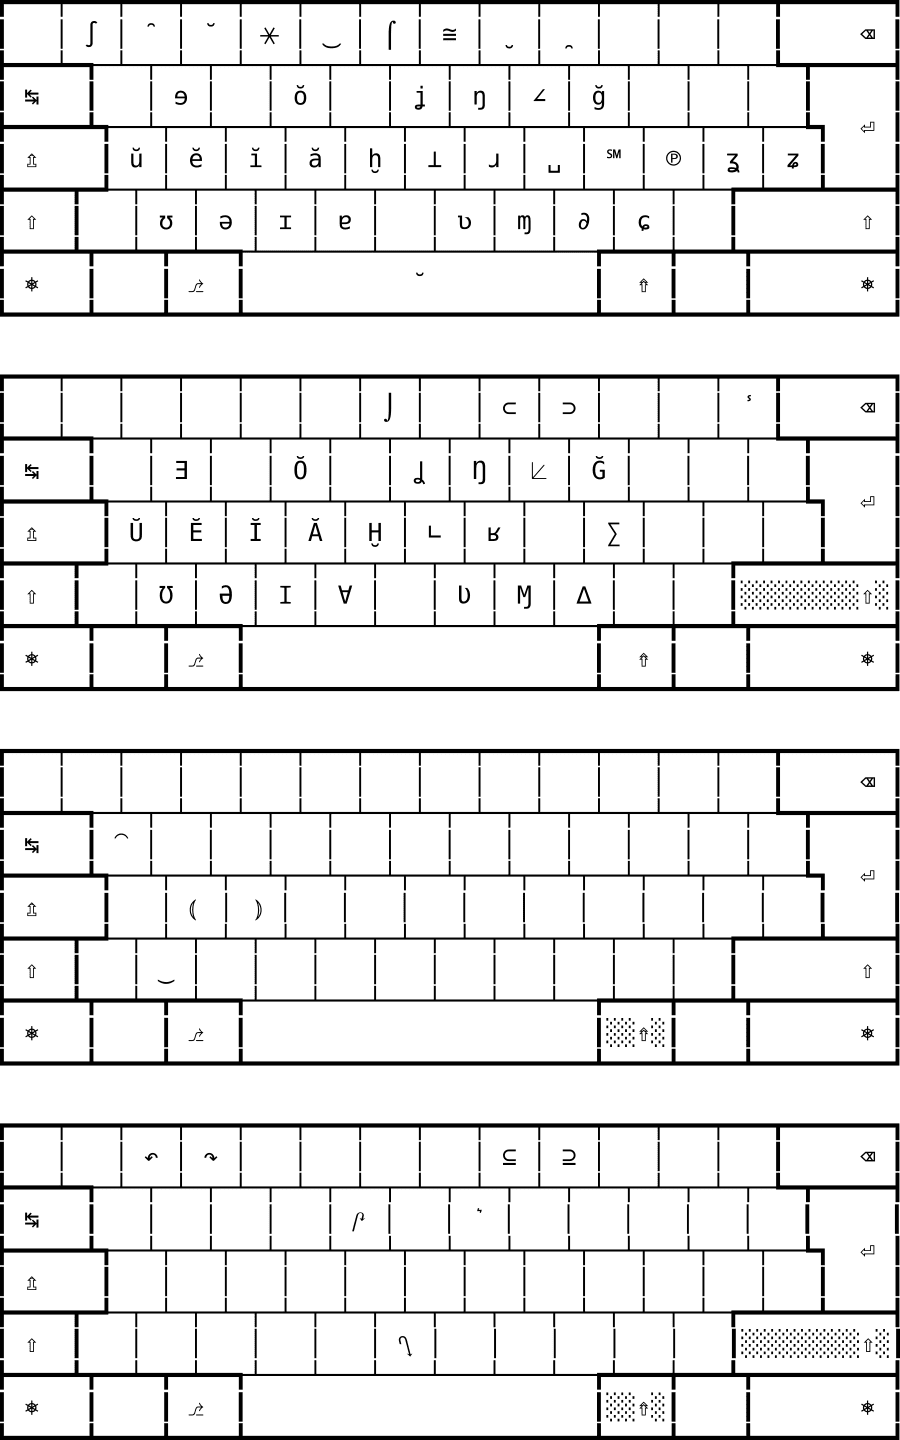 ʃ ̑ ̆ ⚹ ‿ ⌠ ≅ ̮ ̯ ⌫
↹ ɘ ŏ ʝ ŋ ∠ ğ
⇫ ŭ ĕ ĭ ă ḫ ⊥ ɹ ␣ ℠ ℗ ʓ ƺ ⏎
⇧ ʊ ə ɪ ɐ ʋ ɱ ∂ ɕ ⇧
⎈ ⎇ ˘ ⇮ ⎈
⌡ ⊂ ⊃ ⌫
↹ Ǝ Ŏ Ŋ Ğ ⏎
⇫ Ŭ Ĕ Ĭ Ă Ḫ ∟ ʁ ∑
⇧ Ʊ Ə Ɪ ∀ Ʋ Ɱ ∆ ⇧
⎈ ⎇ ⇮ ⎈
⌫
↹ ⁀ ⏎
⇫ ⦅ ⦆
⇧ ‿ ⇧
⎈ ⎇ ⇮ ⎈
↶ ↷ ⊆ ⊇ ⌫
↹ ⏎
⇫
⇧ ⇧
⎈ ⎇ ⇮ ⎈